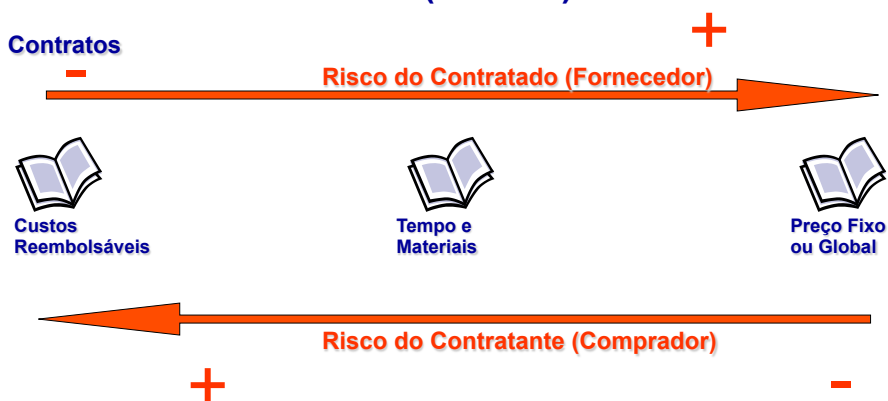 Contratos
+
-
Risco do Contratado (Fornecedor)
Custos
Reembolsáveis
Tempo e
Materiais
Preço Fixo
ou Global
Risco do Contratante (Comprador)
+
-